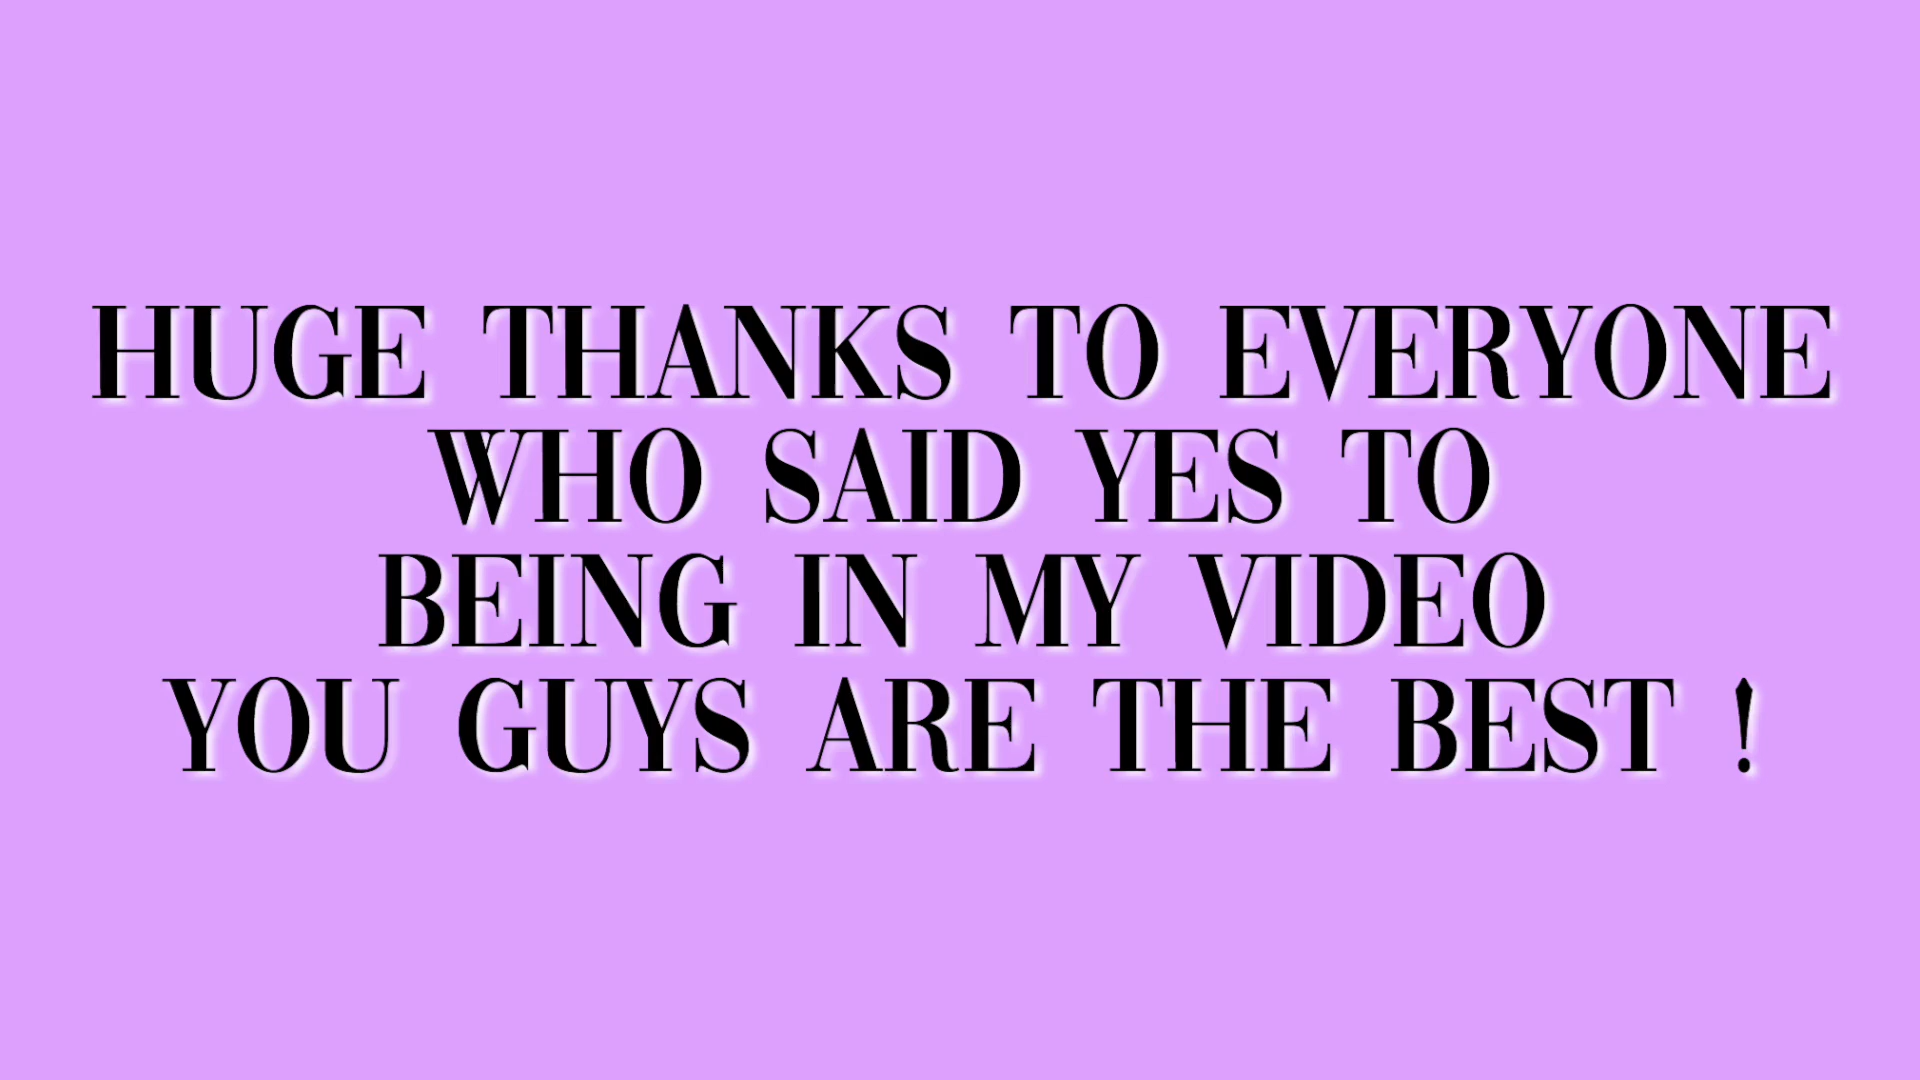 HUGE THANKS TO EVERYONE
WHO SAID YES TO
BEING IN MY VIDEO
YOU GUYS ARE THE BEST !